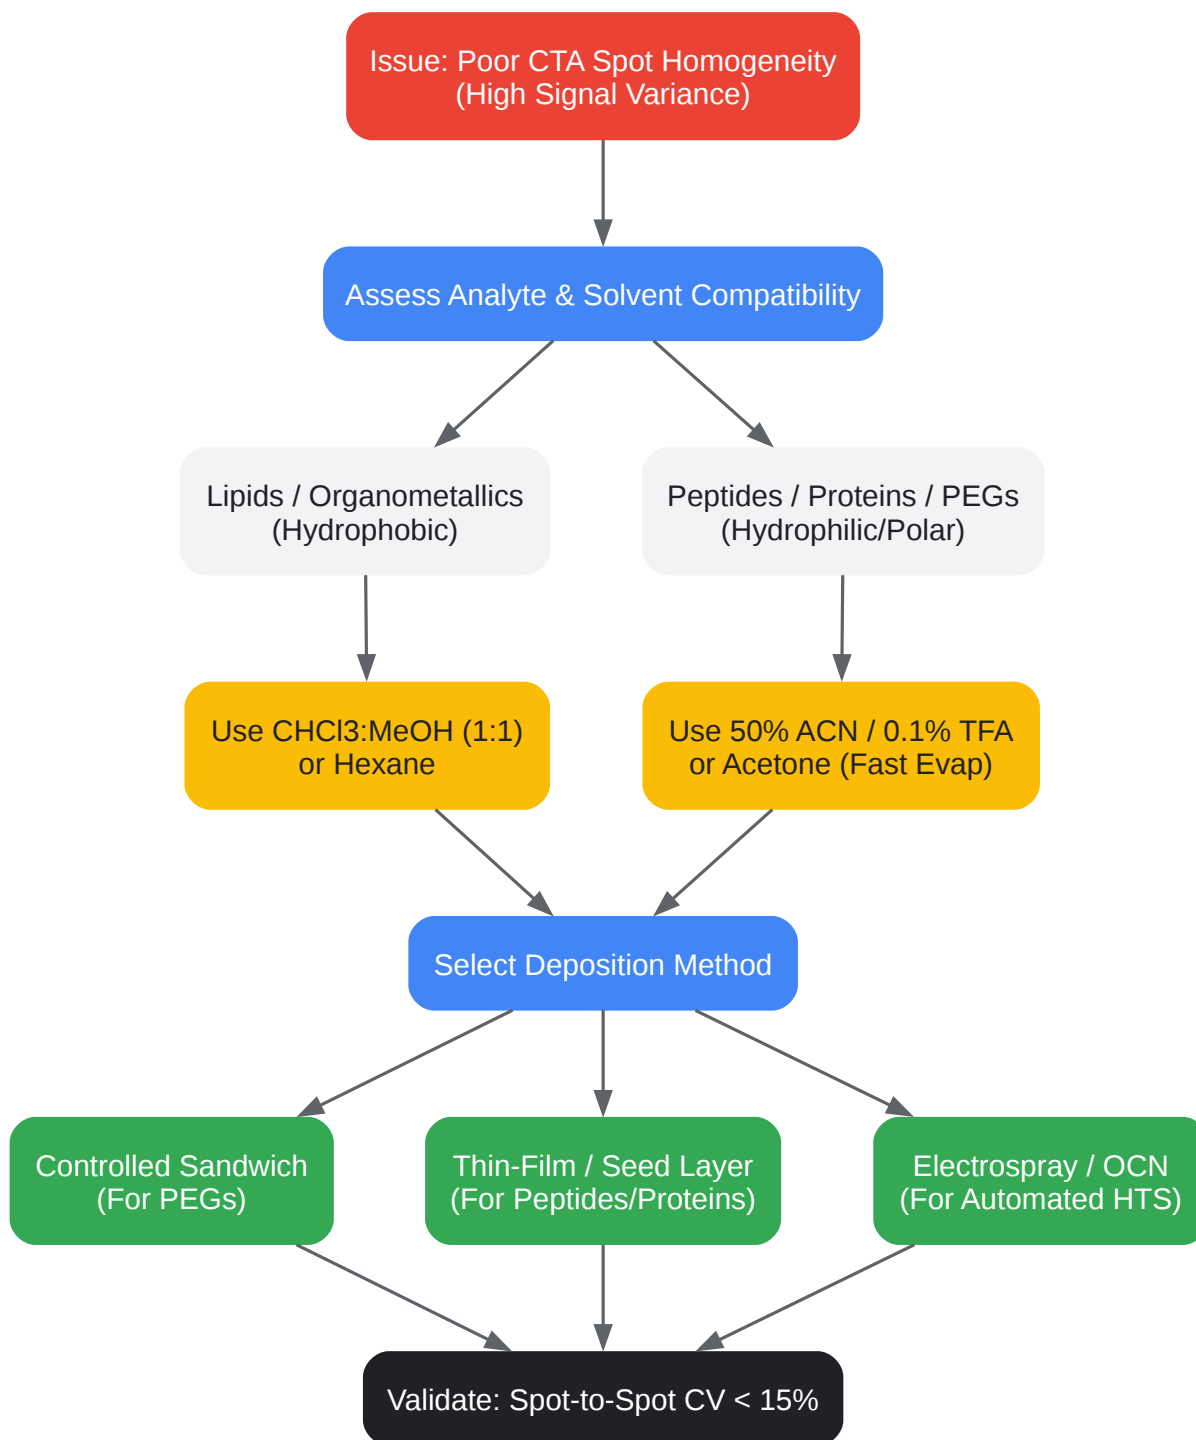 Issue: Poor CTA Spot Homogeneity
(High Signal Variance)
Assess Analyte & Solvent Compatibility
Lipids / Organometallics
(Hydrophobic)
Peptides / Proteins / PEGs
(Hydrophilic/Polar)
Use CHCl3:MeOH (1:1)
or Hexane
Use 50% ACN / 0.1% TFA
or Acetone (Fast Evap)
Select Deposition Method
Controlled Sandwich
(For PEGs)
Thin-Film / Seed Layer
(For Peptides/Proteins)
Electrospray / OCN
(For Automated HTS)
Validate: Spot-to-Spot CV < 15%